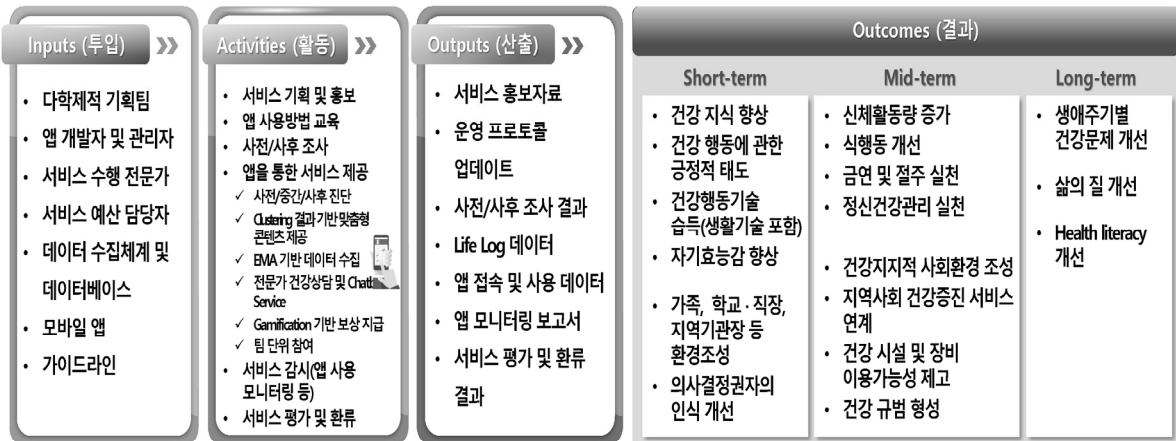 Inputs (투입)
• 다학제적 기획팀
• 앱 개발자 및 관리자
• 서비스 수행 전문가
• 서비스 예산 담당자
• 데이터 수집체계 및
데이터베이스
• 모바일 앱
• 가이드라인
Activities (활동)
• 서비스 기획 및 홍보
• 앱 사용방법 교육
• 사전/사후 조사
• 앱을 통한 서비스 제공
✓ 사전/중간/사후 진단
✓ Clustering 결과 기반 맞춤형
콘텐츠 제공
✓ EMA 기반 데이터 수집
✓ 전문가 건강상담 및
Service
✓ Gamification 기반 보상 지급
✓ 팀 단위 참여
• 서비스 감시(앱 사용
모니터링 등)
• 서비스 평가 및 환류
Outputs (산출)
• 서비스 홍보자료
• 운영 프로토콜
업데이트
• 사전/사후 조사 결과
• Life Log 데이터
• 앱 접속 및 사용 데이터
• 앱 모니터링 보고서
• 서비스 평가 및 환류
결과
Outcomes (결과)
Short-term
• 건강 지식 향상
• 건강 행동에 관한
긍정적 태도
• 건강행동기술
습득(생활기술 포함)
• 자기효능감 향상
• 가족, 학교 · 직장,
지역기관장 등
환경조성
• 의사결정권자의
인식 개선
Mid-term
• 신체활동량 증가
• 식행동 개선
• 금연 및 절주 실천
• 정신건강관리 실천
• 건강지지적 사회환경 조성
• 지역사회 건강증진 서비스
연계
• 건강 시설 및 장비
이용가능성 제고
• 건강 규범 형성
Long-term
• 생애주기별
건강문제 개선
• 삶의 질 개선
• Health literacy
개선